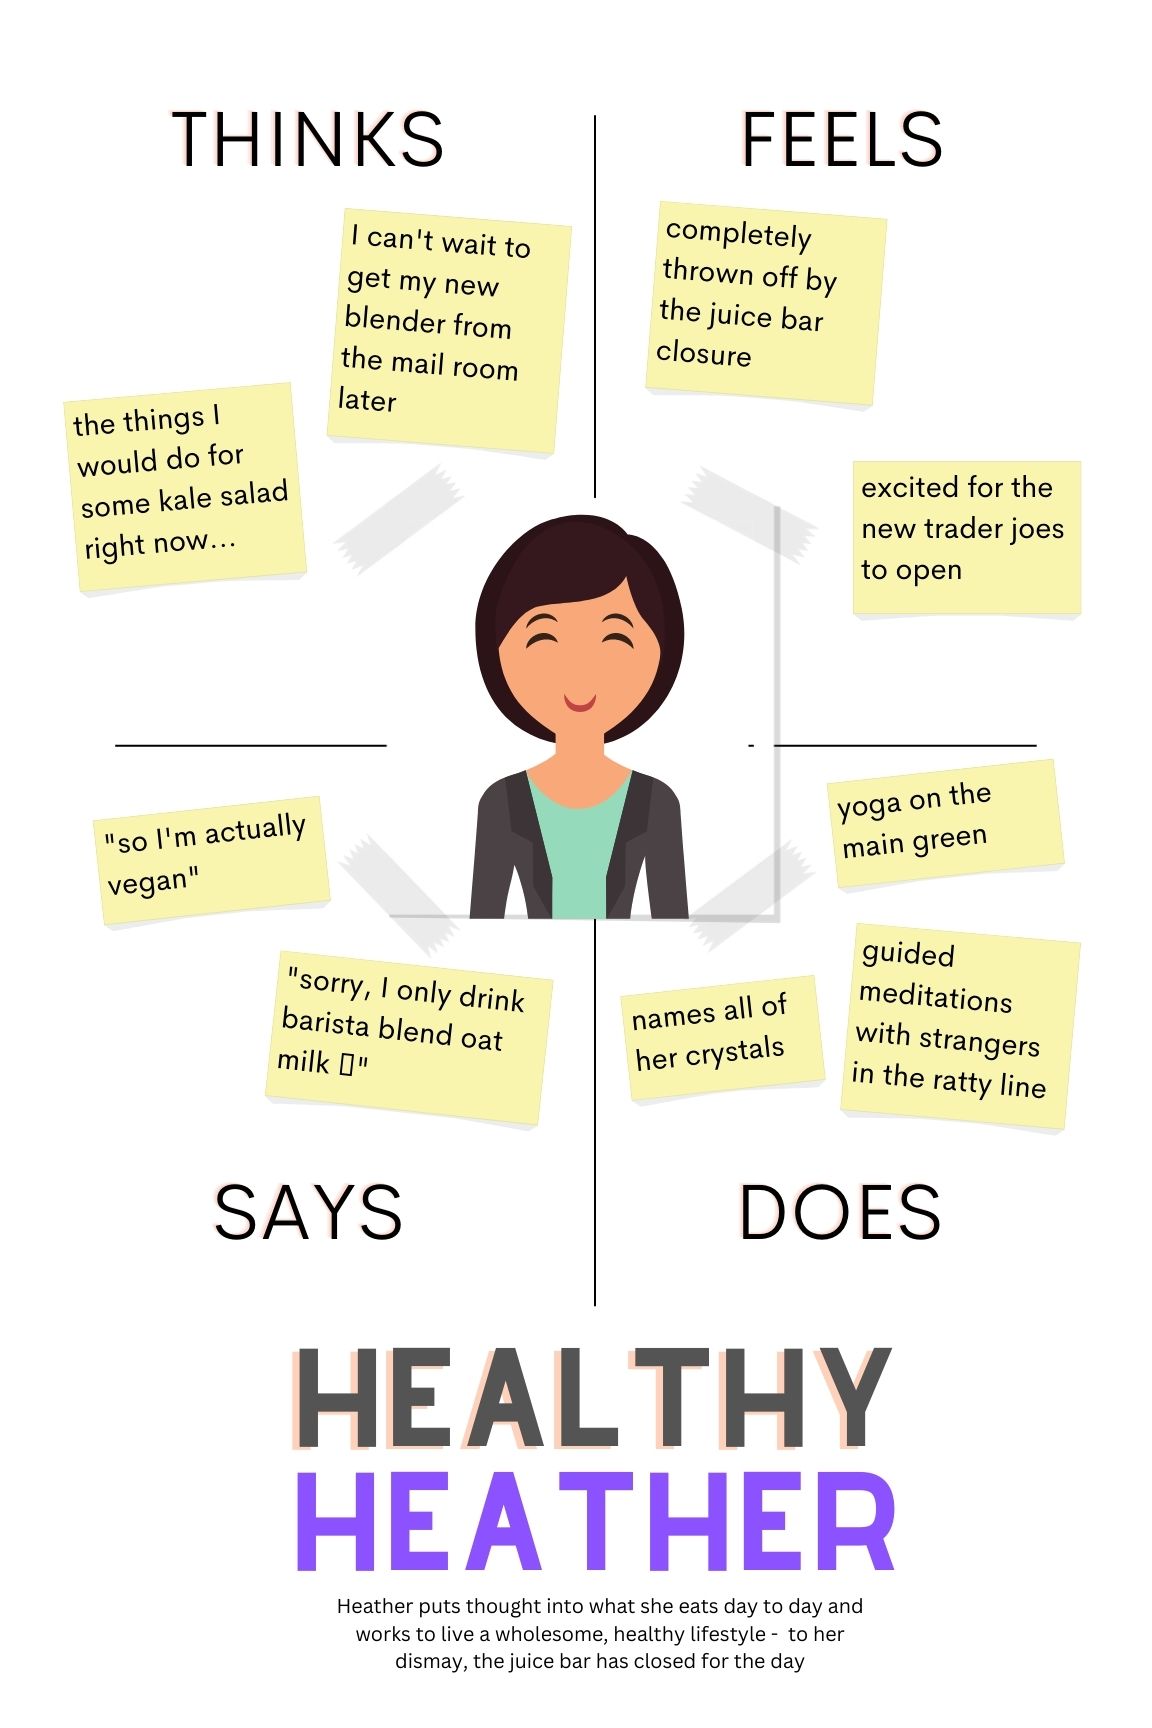 THINKS
the things I
would do for
some kale salad
right now...
I can't wait to
get my new
blender from
the mail room
later
FEELS
completely
thrown off by
the juice bar
closure
excited for the
new trader joes
to open
"so I'm actually
vegan"
"sorry, I only drink
barista blend oat
milk ▯"
SAYS
yoga on the
main green
names all of
her crystals
guided
meditations
with strangers
in the ratty line
DOES
HEALTHY
HEATHER
Heather puts thought into what she eats day to day and
works to live a wholesome, healthy lifestyle - to her
dismay, the juice bar has closed for the day